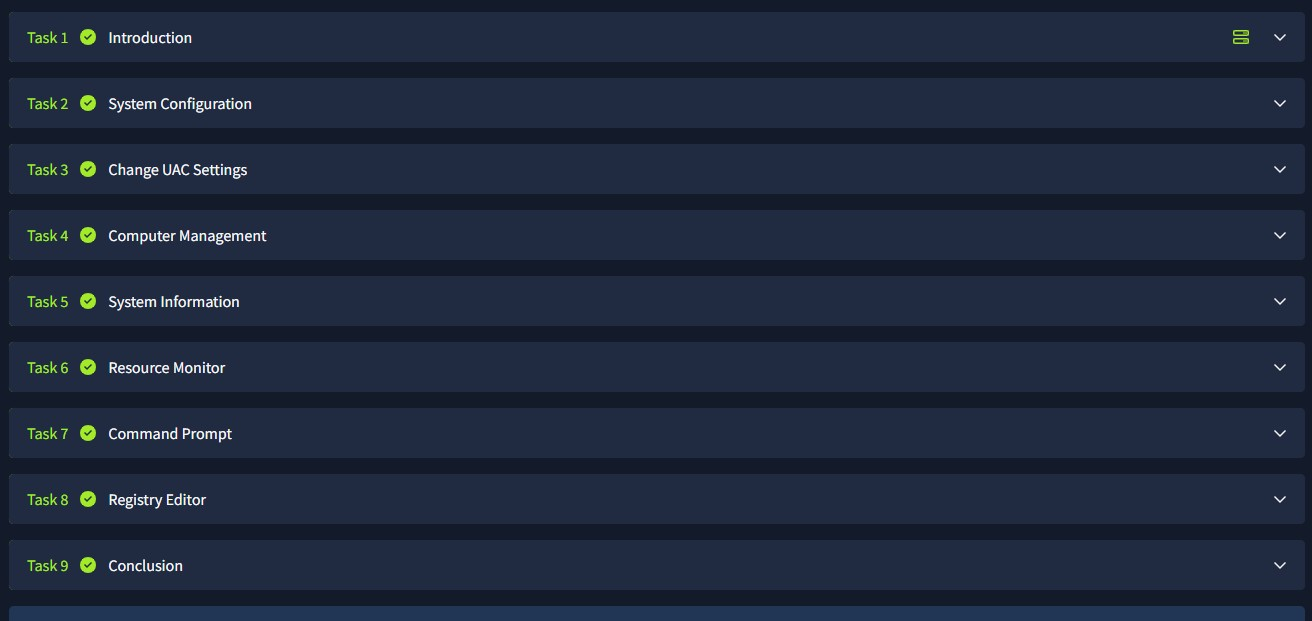 Task 1 Introduction
Task 2 System Configuration
Task 3 Change UAC Settings
Task 4 Computer Management
Task 5 System Information
Task 6 Resource Monitor
Task 7 Command Prompt
Task 8 Registry Editor
Task 9 Conclusion